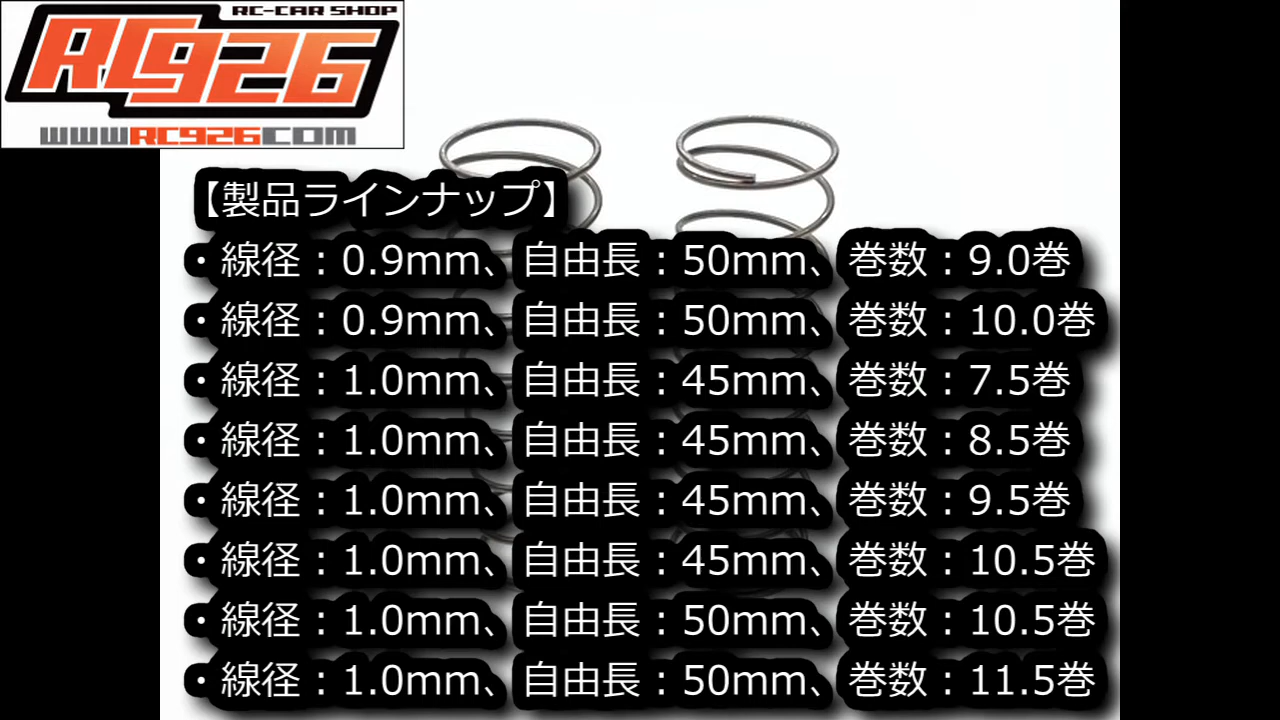 RC-CAR SHOP
RC926
WWWRC926COM
【製品ラインナップ】
・線径：0.9mm、自由長：50mm、巻数：9.0巻
・線径：0.9mm、自由長：50mm、巻数：10.0巻
・線径：1.0mm、自由長：45mm、巻数：7.5巻
・線径：1.0mm、自由長：45mm、巻数：8.5巻
・線径：1.0mm、自由長：45mm、巻数：9.5巻
・線径：1.0mm、自由長：45mm、巻数：10.5巻
・線径：1.0mm、自由長：50mm、巻数：10.5巻
・線径：1.0mm、自由長：50mm、巻数：11.5巻